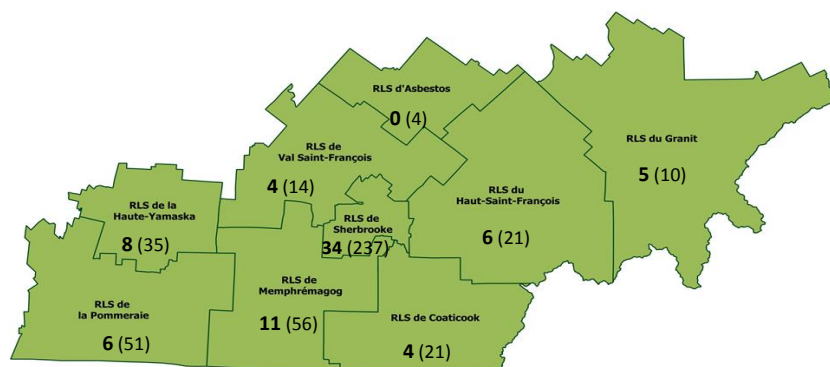 RLS d'Asbestos
0 (4)
RLS du Granit
5 (10)
RLS de
Val Saint-François
4 (14)
RLS du
Haut-Saint-François
6 (21)
RLS de la
Haute-Yamaska
8 (35)
RLS de
Sherbrooke
34 (237)
RLS de
Memphrémagog
11 (56)
RLS de
la Pommeraie
6 (51)
RLS de Coaticook
4 (21)